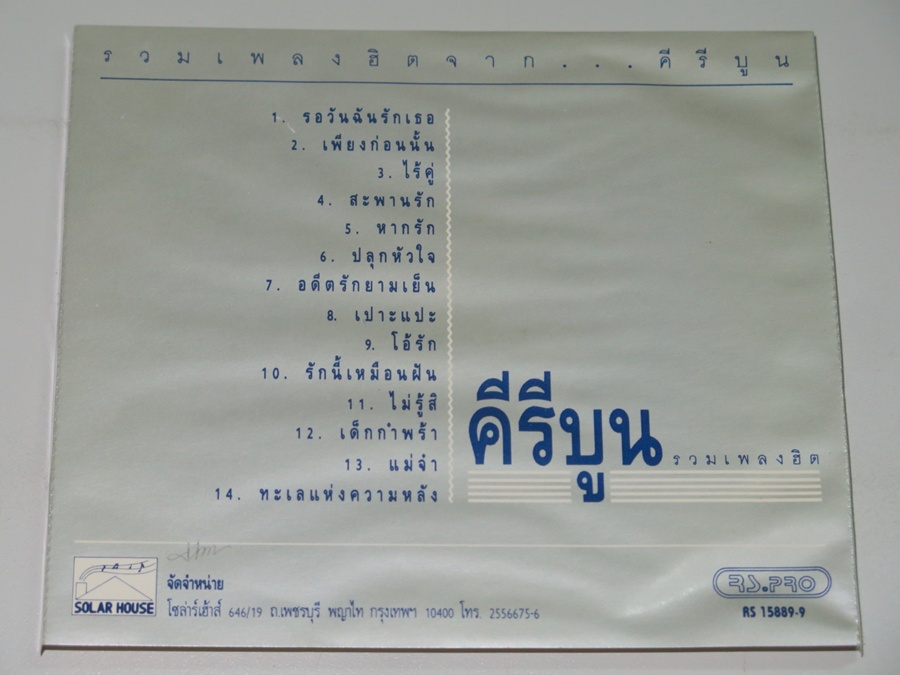 รวมเพลงฮิตจาก...คีรีบูน
1. รอวันฉันรักเธอ
2. เพียงก่อนนั้น
3. ไร้คู่
4. สะพานรัก
5. หากรัก
6. ปลุกหัวใจ
7. อดีตรักยามเย็น
8. เปาะแปะ
9. โอ้รัก
10. รักนี้เหมือนฝัน
11. ไม่รู้สิ
12. เด็กกำพร้า
13. แม่จ๋า
14. ทะเลแห่งความหลัง
คีรีบูน รวมเพลงฮิต
SOLAR HOUSE
จัดจำหน่าย
โซล่าร์เฮ้าส์ 646/19 ถ.เพชรบุรี พญาไท กรุงเทพฯ 10400 โทร. 2556675-6
RS.PRO
RS 15889-9